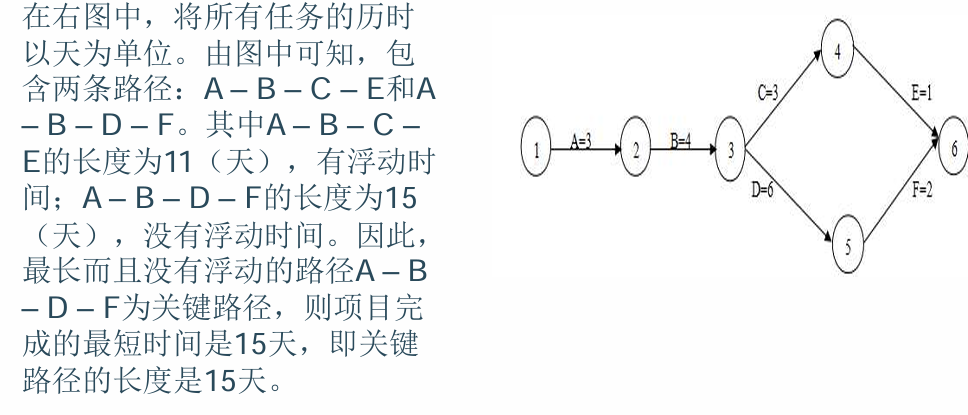 在右图中，将所有任务的历时
以天为单位。由图中可知，包
含两条路径：A – B – C – E和A
– B – D – F。其中A – B – C –
E的长度为11（天），有浮动时
间；A – B – D – F的长度为15
（天），没有浮动时间。因此，
最长而且没有浮动的路径A – B
– D – F为关键路径，则项目完
成的最短时间是15天，即关键
路径的长度是15天。
4
C=3
E=1
1
A=3
2
B=4
3
6
D=6
F=2
5